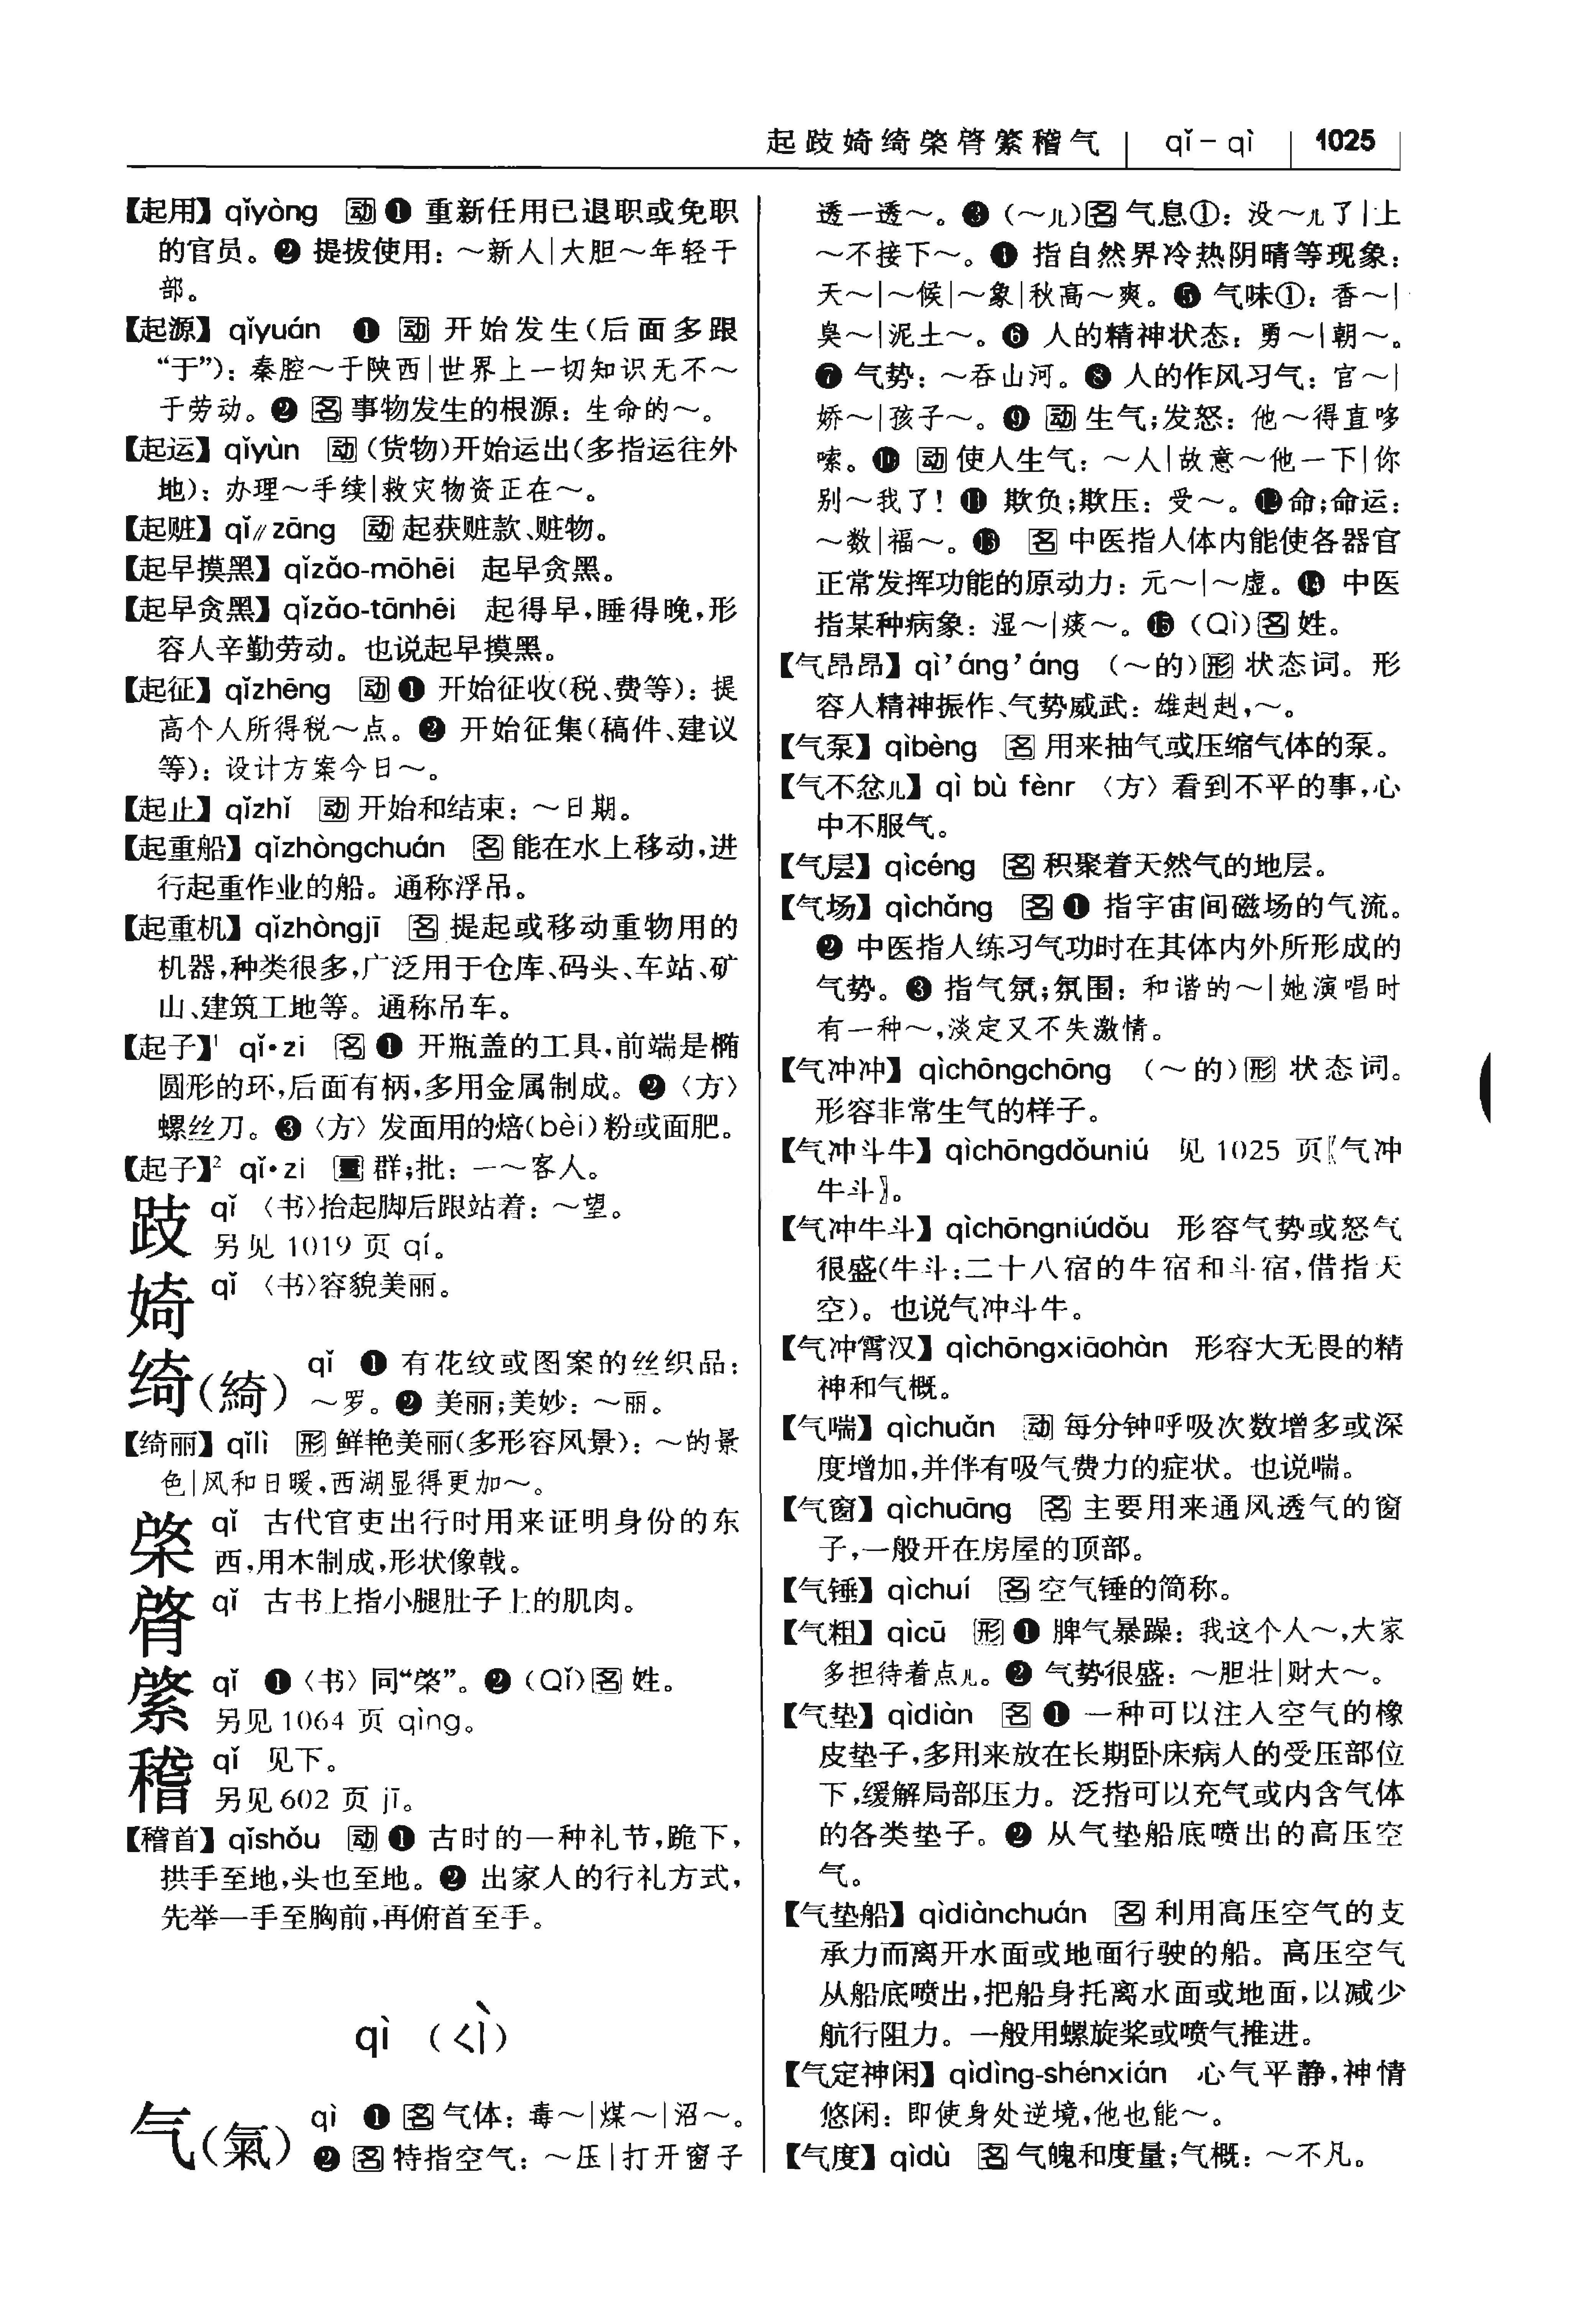 起跂婍绮棨晵綮稽气 qǐ－qì 1025
【起用】qǐyòng 动❶ 重新任用已退职或免职
的官员。❷ 提拔使用：～新人|大胆～年轻干
部。
【起源】qǐyuán ❶ 动 开始发生(后面多跟
“于”)：秦腔～于陕西|世界上一切知识无不～
于劳动。❷ 名 事物发生的根源：生命的～。
【起运】qǐyùn 动(货物)开始运出(多指运往外
地)：办理～手续|救灾物资正在～。
【起赃】qǐ∥zāng 动 起获赃款、赃物。
【起早摸黑】qǐzǎo-mōhēi 起早贪黑。
【起早贪黑】qǐzǎo-tānhēi 起得早，睡得晚，形
容人辛勤劳动。也说起早摸黑。
【起征】qǐzhēng 动❶ 开始征收(税、费等)：提
高个人所得税～点。❷ 开始征集(稿件、建议
等)：设计方案今日～。
【起止】qǐzhǐ 动 开始和结束：～日期。
【起重船】qǐzhòngchuán 名 能在水上移动，进
行起重作业的船。通称浮吊。
【起重机】qǐzhòngjī 名 提起或移动重物用的
机器，种类很多，广泛用于仓库、码头、车站、矿
山、建筑工地等。通称吊车。
【起子】¹ qǐ·zi 名❶ 开瓶盖的工具，前端是椭
圆形的环，后面有柄，多用金属制成。❷〈方〉
螺丝刀。❸〈方〉发面用的焙(bèi)粉或面肥。
【起子】² qǐ·zi 量 群；批：一～客人。
跂 qǐ 〈书〉抬起脚后跟站着：～望。
另见 1019 页 qí。
婍 qǐ 〈书〉容貌美丽。
绮(綺) qǐ ❶ 有花纹或图案的丝织品：
～罗。❷ 美丽；美妙：～丽。
【绮丽】qǐlì 形 鲜艳美丽(多形容风景)：～的景
色|风和日暖，西湖显得更加～。
棨 qǐ 古代官吏出行时用来证明身份的东
西，用木制成，形状像戟。
晵 qǐ 古书上指小腿肚子上的肌肉。
綮 qǐ ❶〈书〉同“棨”。❷(Qǐ)名 姓。
另见 1064 页 qìng。
稽 qǐ 见下。
另见 602 页 jī。
【稽首】qǐshǒu 动❶ 古时的一种礼节，跪下，
拱手至地，头也至地。❷ 出家人的行礼方式，
先举一手至胸前，再俯首至手。
qì （ㄑㄧˋ）
气(氣) qì ❶ 名 气体：毒～|煤～|沼～。
❷ 名 特指空气：～压|打开窗子
透一透～。❸(～儿)名 气息①：没～儿了|上
～不接下～。❹ 指自然界冷热阴晴等现象：
天～|～候|～象|秋高～爽。❺ 气味①：香～|
臭～|泥土～。❻ 人的精神状态：勇～|朝～。
❼ 气势：～吞山河。❽ 人的作风习气：官～|
娇～|孩子～。❾ 动 生气；发怒：他～得直哆
嗦。❿ 动 使人生气：～人|故意～他一下|你
别～我了！⓫ 欺负；欺压：受～。⓬命；命运：
～数|福～。⓭ 名 中医指人体内能使各器官
正常发挥功能的原动力：元～|～虚。⓮ 中医
指某种病象：湿～|痰～。⓯(Qì)名 姓。
【气昂昂】qì’áng’áng (～的)形 状态词。形
容人精神振作、气势威武：雄赳赳，～。
【气泵】qìbèng 名 用来抽气或压缩气体的泵。
【气不忿儿】qì bù fènr 〈方〉看到不平的事，心
中不服气。
【气层】qìcéng 名 积聚着天然气的地层。
【气场】qìchǎng 名❶ 指宇宙间磁场的气流。
❷ 中医指人练习气功时在其体内外所形成的
气势。❸ 指气氛；氛围：和谐的～|她演唱时
有一种～，淡定又不失激情。
【气冲冲】qìchōngchōng (～的)形 状态词。
形容非常生气的样子。
【气冲斗牛】qìchōngdǒuniú 见 1025 页〖气冲
牛斗〗。
【气冲牛斗】qìchōngniúdǒu 形容气势或怒气
很盛(牛斗：二十八宿的牛宿和斗宿，借指天
空)。也说气冲斗牛。
【气冲霄汉】qìchōngxiāohàn 形容大无畏的精
神和气概。
【气喘】qìchuǎn 动 每分钟呼吸次数增多或深
度增加，并伴有吸气费力的症状。也说喘。
【气窗】qìchuāng 名 主要用来通风透气的窗
子，一般开在房屋的顶部。
【气锤】qìchuí 名 空气锤的简称。
【气粗】qìcū 形❶ 脾气暴躁：我这个人～，大家
多担待着点儿。❷ 气势很盛：～胆壮|财大～。
【气垫】qìdiàn 名❶ 一种可以注入空气的橡
皮垫子，多用来放在长期卧床病人的受压部位
下，缓解局部压力。泛指可以充气或内含气体
的各类垫子。❷ 从气垫船底喷出的高压空
气。
【气垫船】qìdiànchuán 名 利用高压空气的支
承力而离开水面或地面行驶的船。高压空气
从船底喷出，把船身托离水面或地面，以减少
航行阻力。一般用螺旋桨或喷气推进。
【气定神闲】qìdìng-shénxián 心气平静，神情
悠闲：即使身处逆境，他也能～。
【气度】qìdù 名 气魄和度量；气概：～不凡。